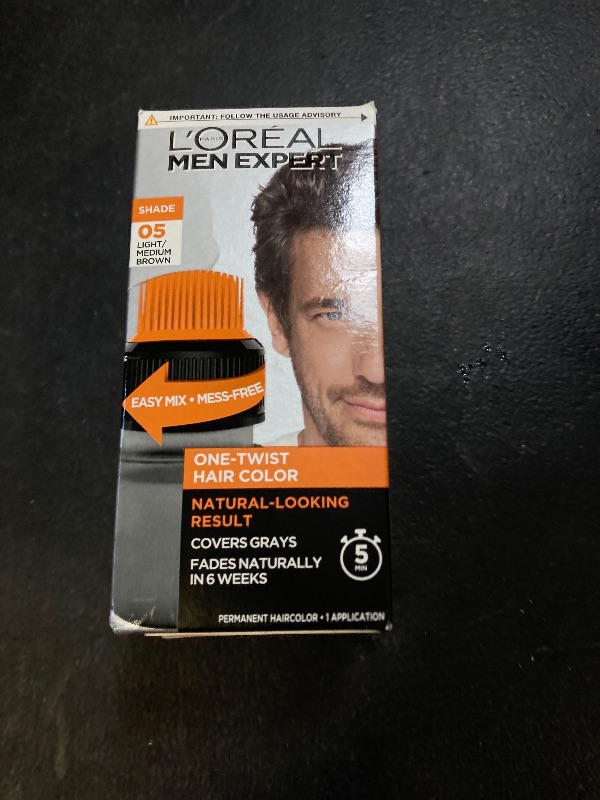 IMPORTANT: FOLLOW THE USAGE ADVISORY
L'ORÉAL
PARIS
MEN EXPERT
SHADE
05
LIGHT/
MEDIUM
BROWN
EASY MIX • MESS-FREE
ONE-TWIST
HAIR COLOR
NATURAL-LOOKING
RESULT
COVERS GRAYS
FADES NATURALLY
IN 6 WEEKS
5
MIN
PERMANENT HAIRCOLOR • 1 APPLICATION